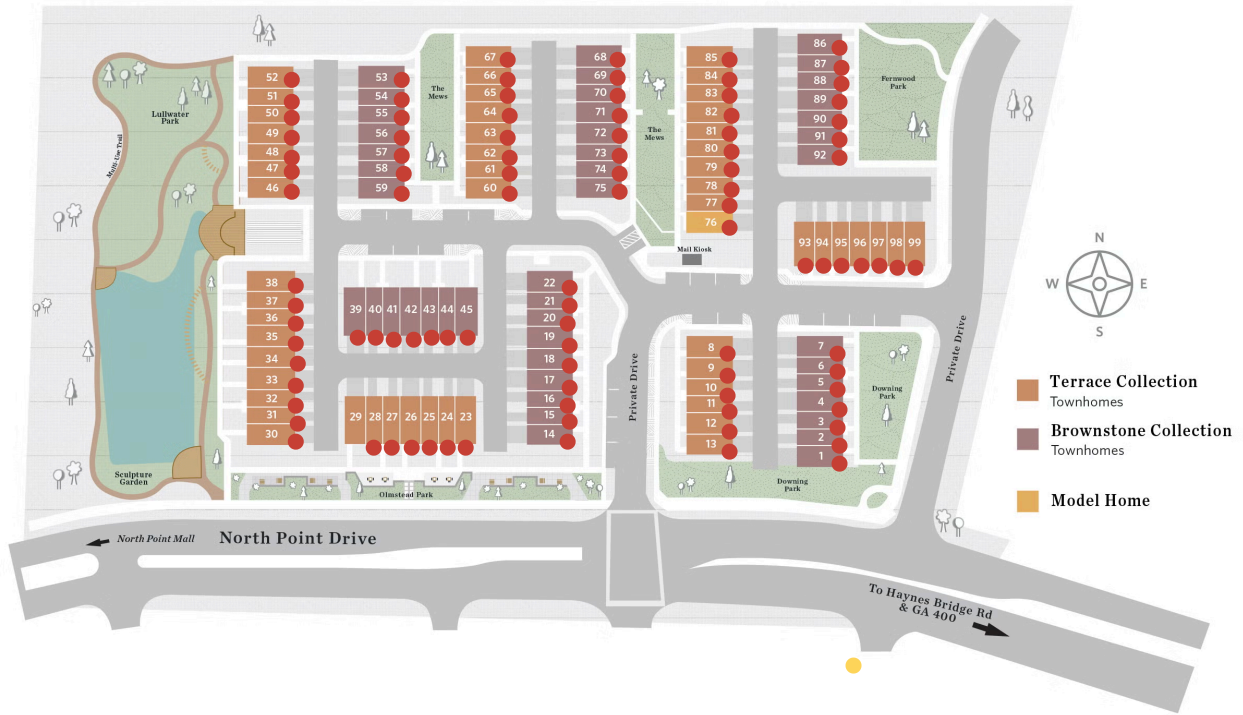 52
51
50
49
48
47
46
53
54
55
56
57
58
59
The
Mews
67
66
65
64
63
62
61
60
68
69
70
71
72
73
74
75
The
Mews
85
84
83
82
81
80
79
78
77
76
86
87
88
89
90
91
92
Fernwood
Park
Lullwater
Park
Multi-Use Trail
93 94 95 96 97 98 99
Mail Kiosk
N
W E
S
38
37
36
35
34
33
32
31
30
39 40 41 42 43 44 45
29 28 27 26 25 24 23
22
21
20
19
18
17
16
15
14
Private Drive
8
9
10
11
12
13
7
6
5
4
3
2
1
Downing
Park
Downing
Park
Private Drive
Sculpture
Garden
Olmstead Park
Terrace Collection
Townhomes
Brownstone Collection
Townhomes
Model Home
North Point Mall
North Point Drive
To Haynes Bridge Rd
& GA 400